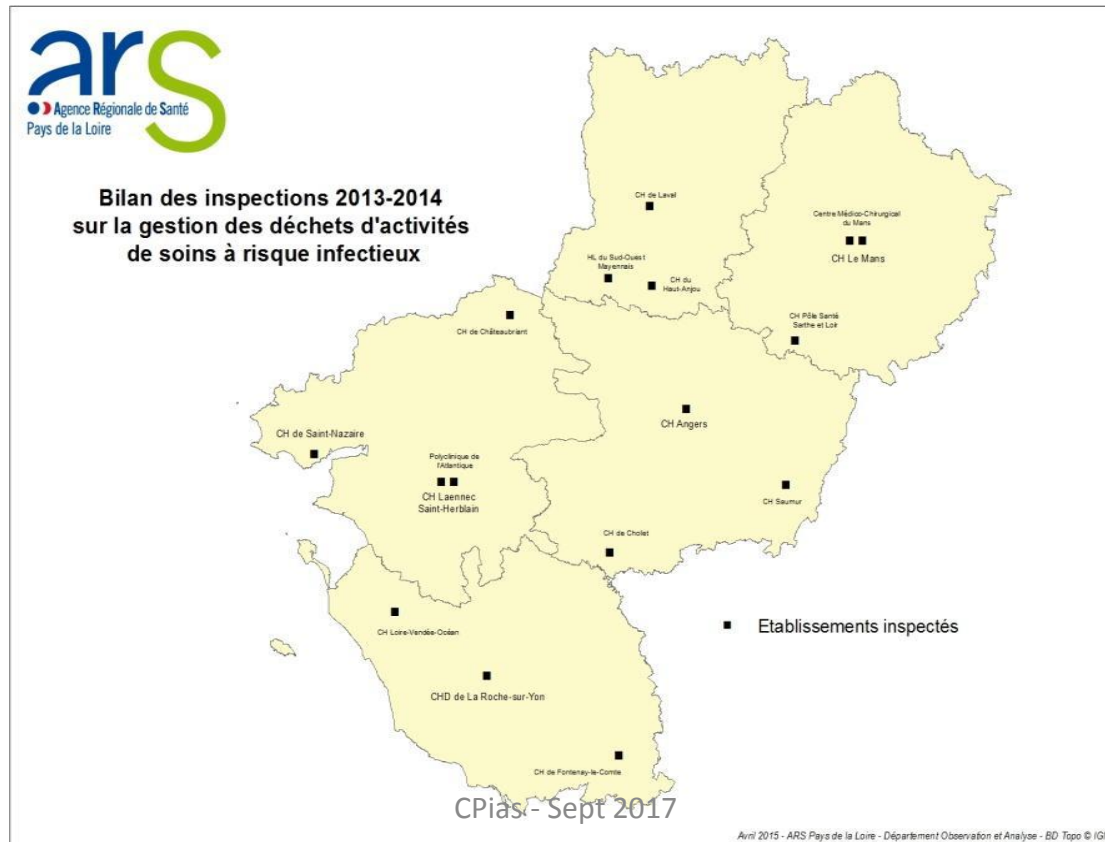 ars
Agence Régionale de Santé
Pays de la Loire
Bilan des inspections 2013-2014
sur la gestion des déchets d'activités
de soins à risque infectieux
CH de Laval
Centre Médico-Chirurgical
du Mans
CH Le Mans
HL du Sud-Ouest
Mayennais
CH du
Haut-Anjou
CH Pôle Santé
Sarthe et Loir
CH de Châteaubriant
CH Angers
CH de Saint-Nazaire
Polyclinique de
l'Atlantique
CH Laennec
Saint-Herblain
CH Saumur
CH de Cholet
CH Loire-Vendée-Océan
Etablissements inspectés
CHD de La Roche-sur-Yon
CH de Fontenay-le-Comte
CPias - Sept 2017
Avril 2015 - ARS Pays de la Loire - Département Observation et Analyse - BD Topo ©